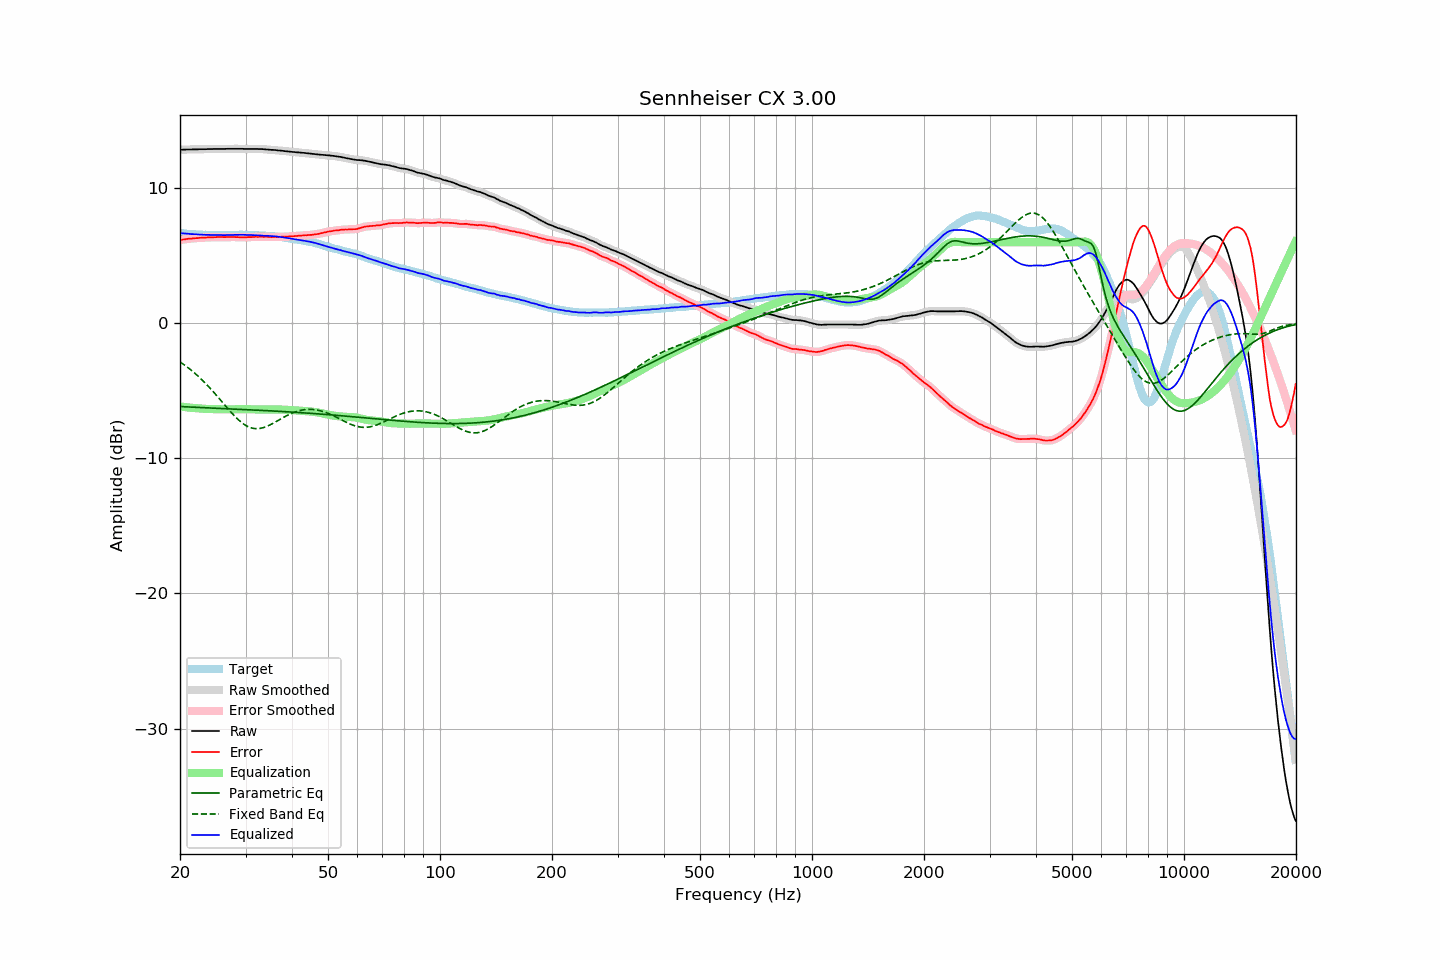 Sennheiser CX 3.00
Amplitude (dBr)
10
0
−10
−20
−30
Target
Raw Smoothed
Error Smoothed
Raw
Error
Equalization
Parametric Eq
Fixed Band Eq
Equalized
20 50 100 200 500 1000 2000 5000 10000 20000
Frequency (Hz)